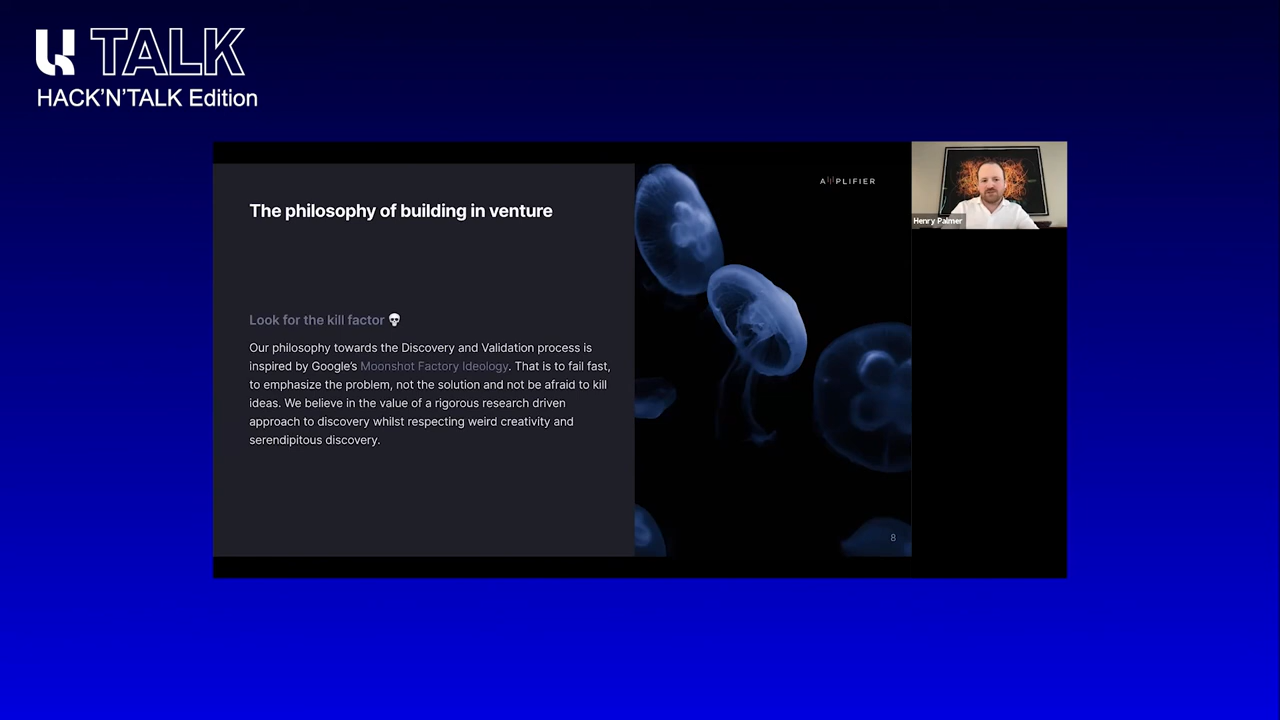 TALK
HACK'N'TALK Edition
The philosophy of building in venture
Look for the kill factor
Our philosophy towards the Discovery and Validation process is
inspired by Google's Moonshot Factory Ideology. That is to fail fast,
to emphasize the problem, not the solution and not be afraid to kill
ideas. We believe in the value of a rigorous research driven
approach to discovery whilst respecting weird creativity and
serendipitous discovery.
AMPLIFIER
8
Henry Palmer